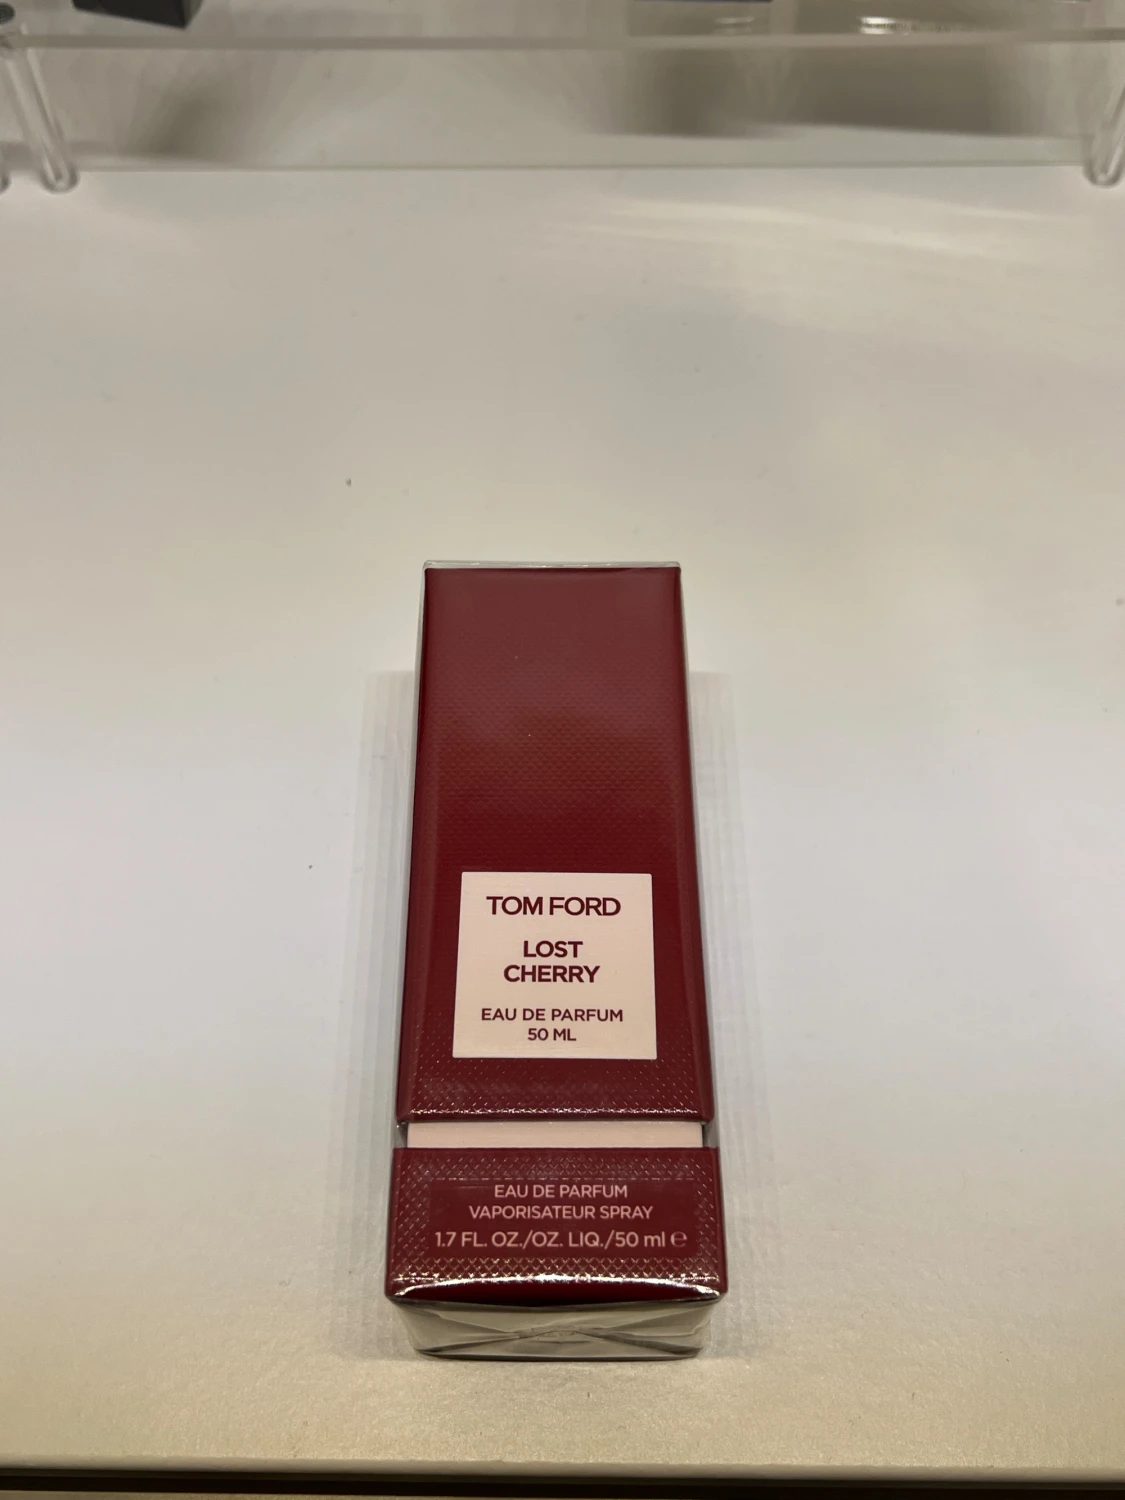 TOM FORD
LOST
CHERRY
EAU DE PARFUM
50 ML
EAU DE PARFUM
VAPORISATEUR SPRAY
1.7 FL. OZ./OZ. LIQ./50 ml ℮